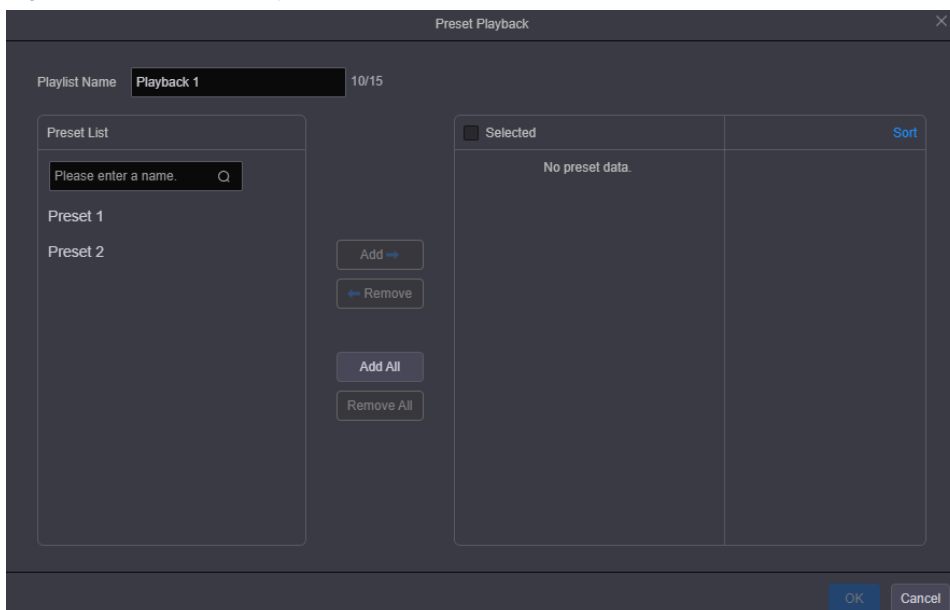 Preset Playback
Playlist Name Playback 1 10/15
Preset List
Please enter a name.
Preset 1
Preset 2
Add
Remove
Add All
Remove All
Selected Sort
No preset data.
OK Cancel